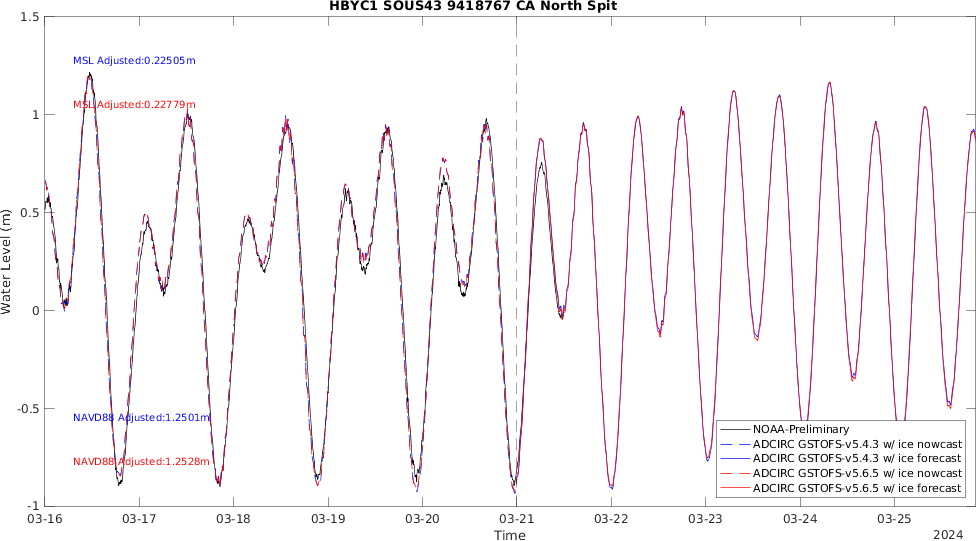 HBYC1 SOUS43 9418767 CA North Spit
1.5
MSL Adjusted:0.22505m
MSL Adjusted:0.22779m
1
0.5
Water Level (m)
0
-0.5
NAVD88 Adjusted:1.2501m
NAVD88 Adjusted:1.2528m
-1
NOAA-Preliminary
ADCIRC GSTOFS-v5.4.3 w/ ice nowcast
ADCIRC GSTOFS-v5.4.3 w/ ice forecast
ADCIRC GSTOFS-v5.6.5 w/ ice nowcast
ADCIRC GSTOFS-v5.6.5 w/ ice forecast
03-16 03-17 03-18 03-19 03-20 03-21 03-22 03-23 03-24 03-25
Time
2024